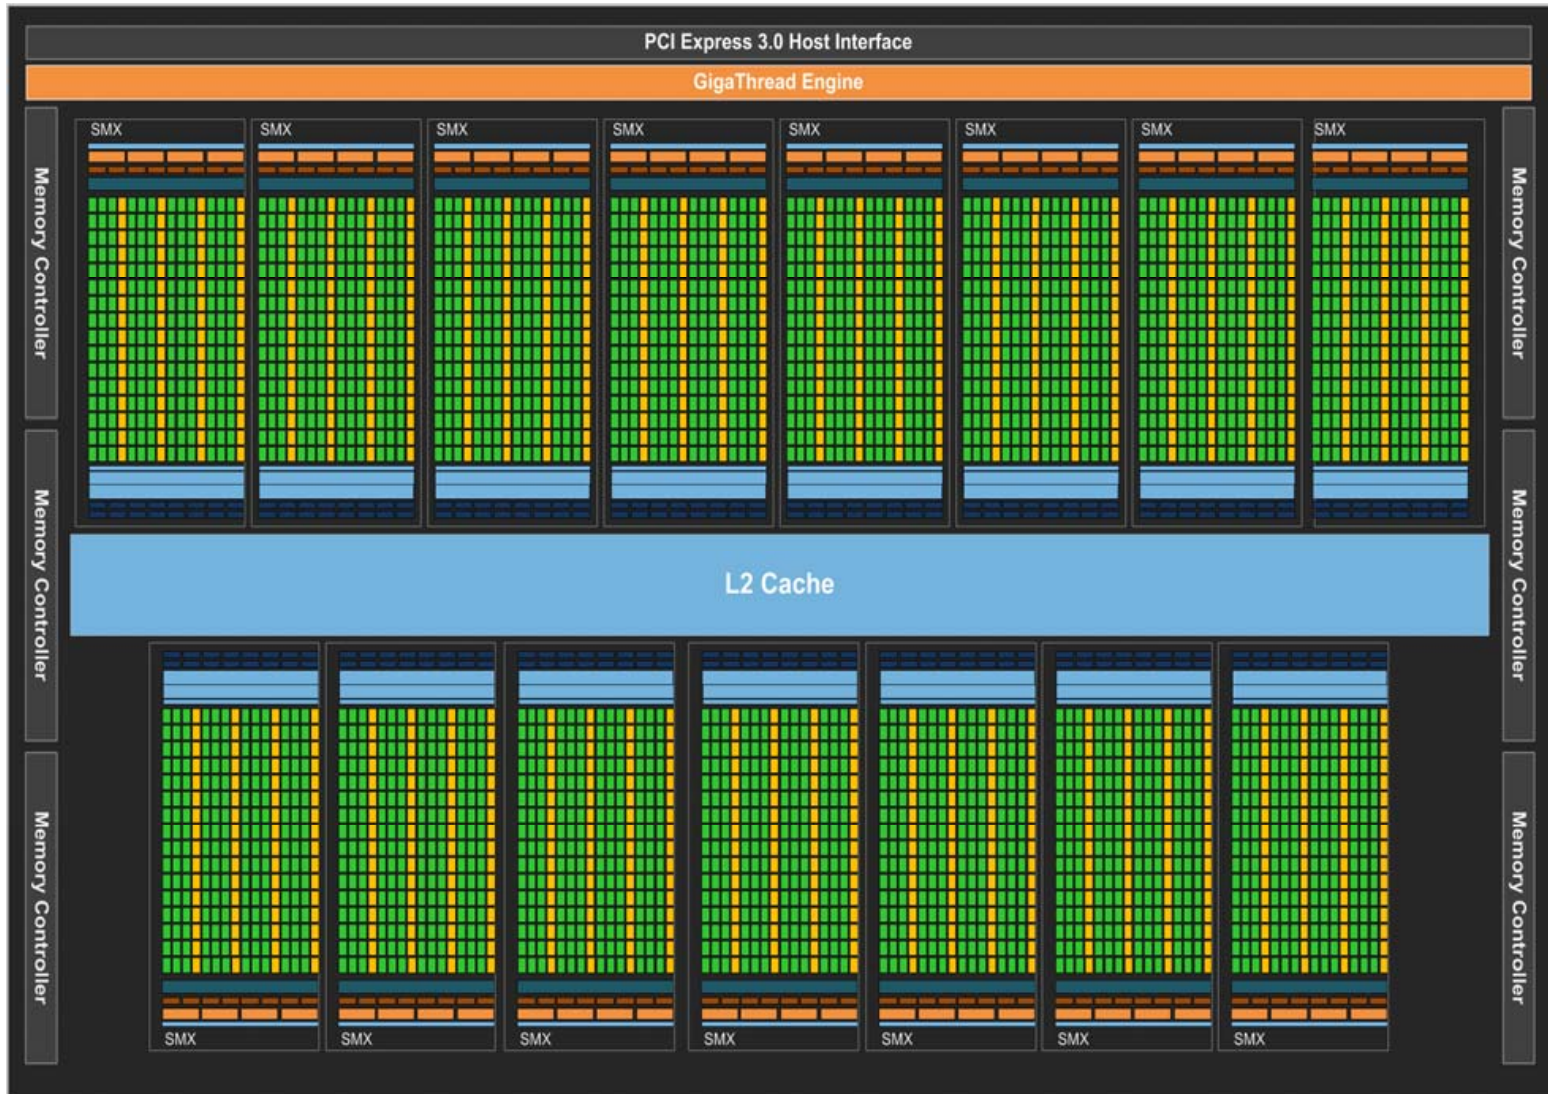 PCI Express 3.0 Host Interface
GigaThread Engine
Memory Controller
SMX
SMX
SMX
SMX
SMX
SMX
SMX
SMX
Memory Controller
Memory Controller
L2 Cache
Memory Controller
Memory Controller
SMX
SMX
SMX
SMX
SMX
SMX
SMX
Memory Controller